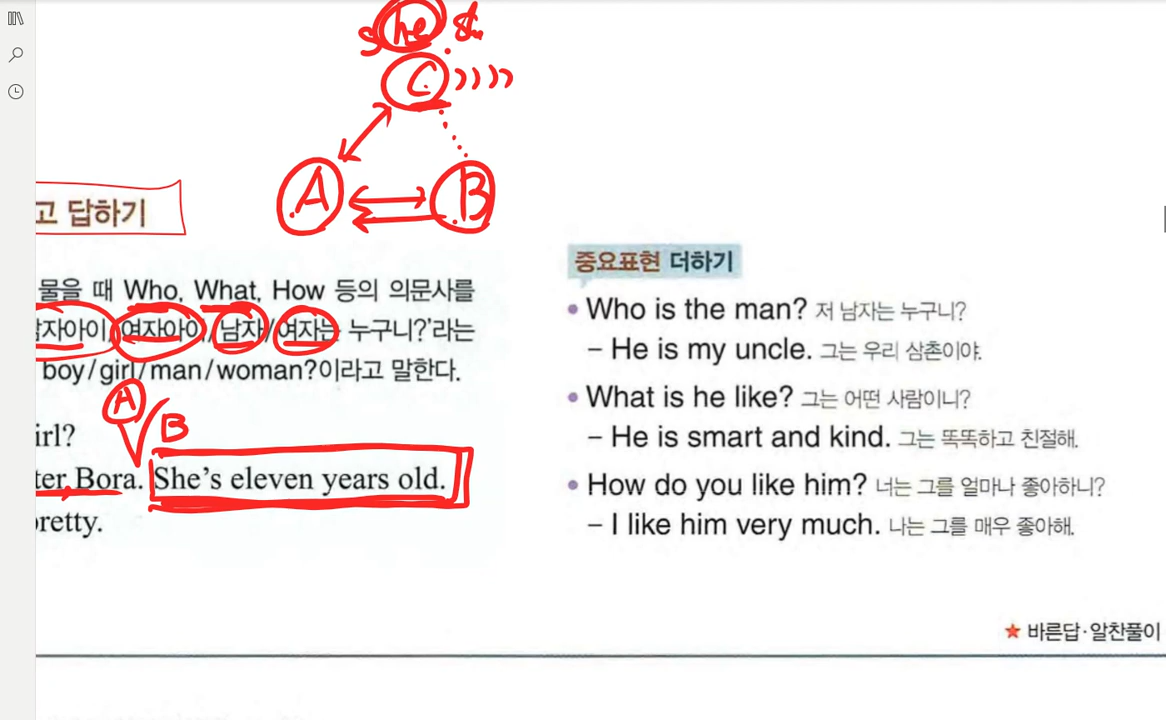 she
C
A
B
고 답하기
물을 때 Who, What, How 등의 의문사를
남자아이/여자아이/남자/여자는 누구니?'라는
boy/girl/man/woman?이라고 말한다.
A
B
irl?
ter, Bora. She's eleven years old.
pretty.
중요표현 더하기
• Who is the man? 저 남자는 누구니?
– He is my uncle. 그는 우리 삼촌이야.
• What is he like? 그는 어떤 사람이니?
– He is smart and kind. 그는 똑똑하고 친절해.
• How do you like him? 너는 그를 얼마나 좋아하니?
– I like him very much. 나는 그를 매우 좋아해.
★ 바른답·알찬풀이